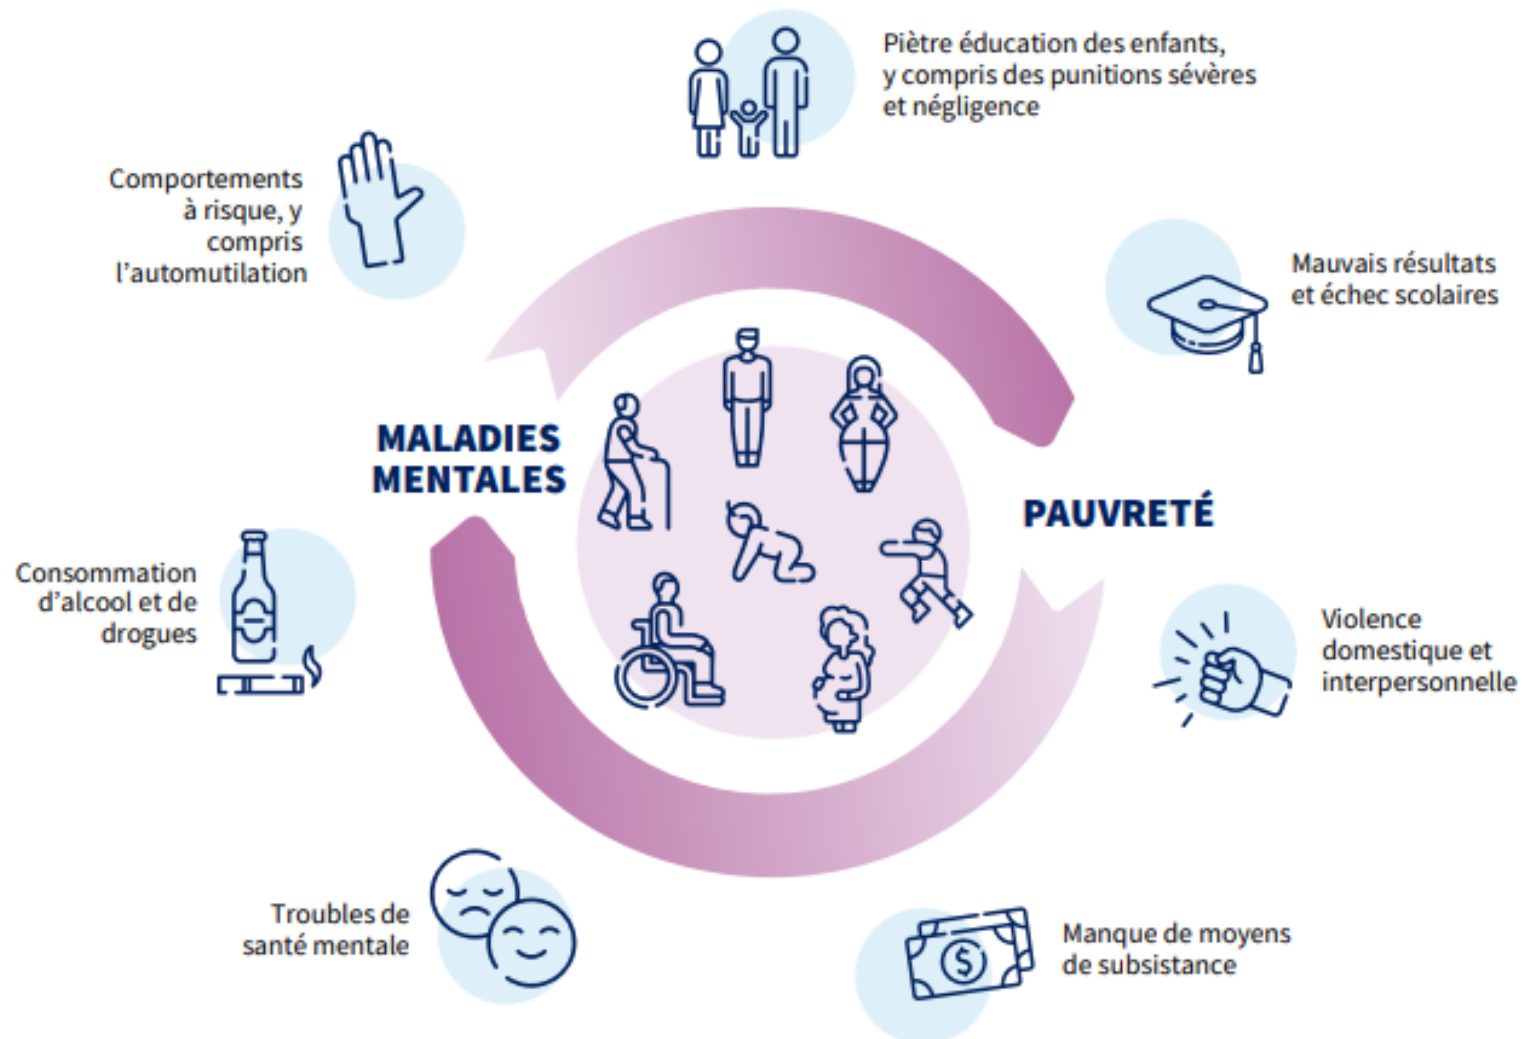 Piètre éducation des enfants,
y compris des punitions sévères
et négligence
Comportements
à risque, y
compris
l'automutilation
Mauvais résultats
et échec scolaires
MALADIES
MENTALES
PAUVRETÉ
Consommation
d'alcool et de
drogues
Violence
domestique et
interpersonnelle
Troubles de
santé mentale
$
Manque de moyens
de subsistance